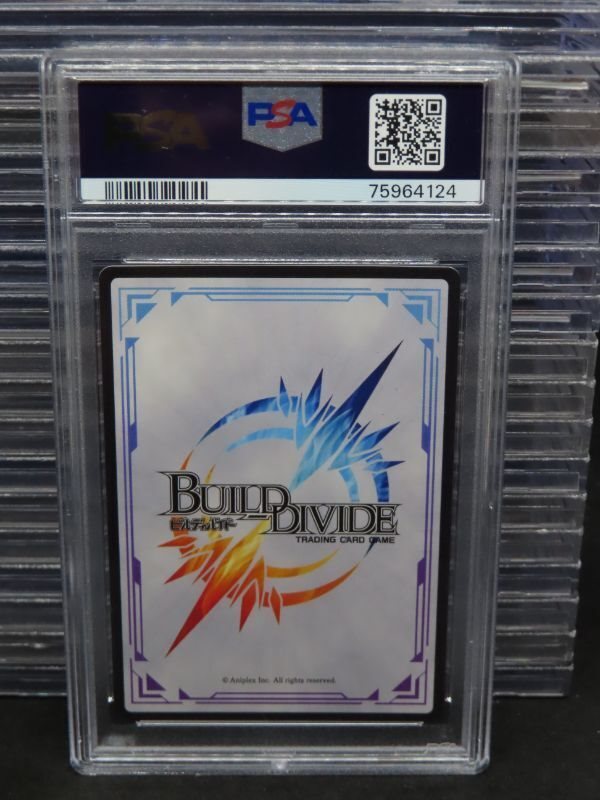 PSA PSA
75964124
BUILD DIVIDE
ビルディバイド
TRADING CARD GAME
© Aniplex Inc. All rights reserved.